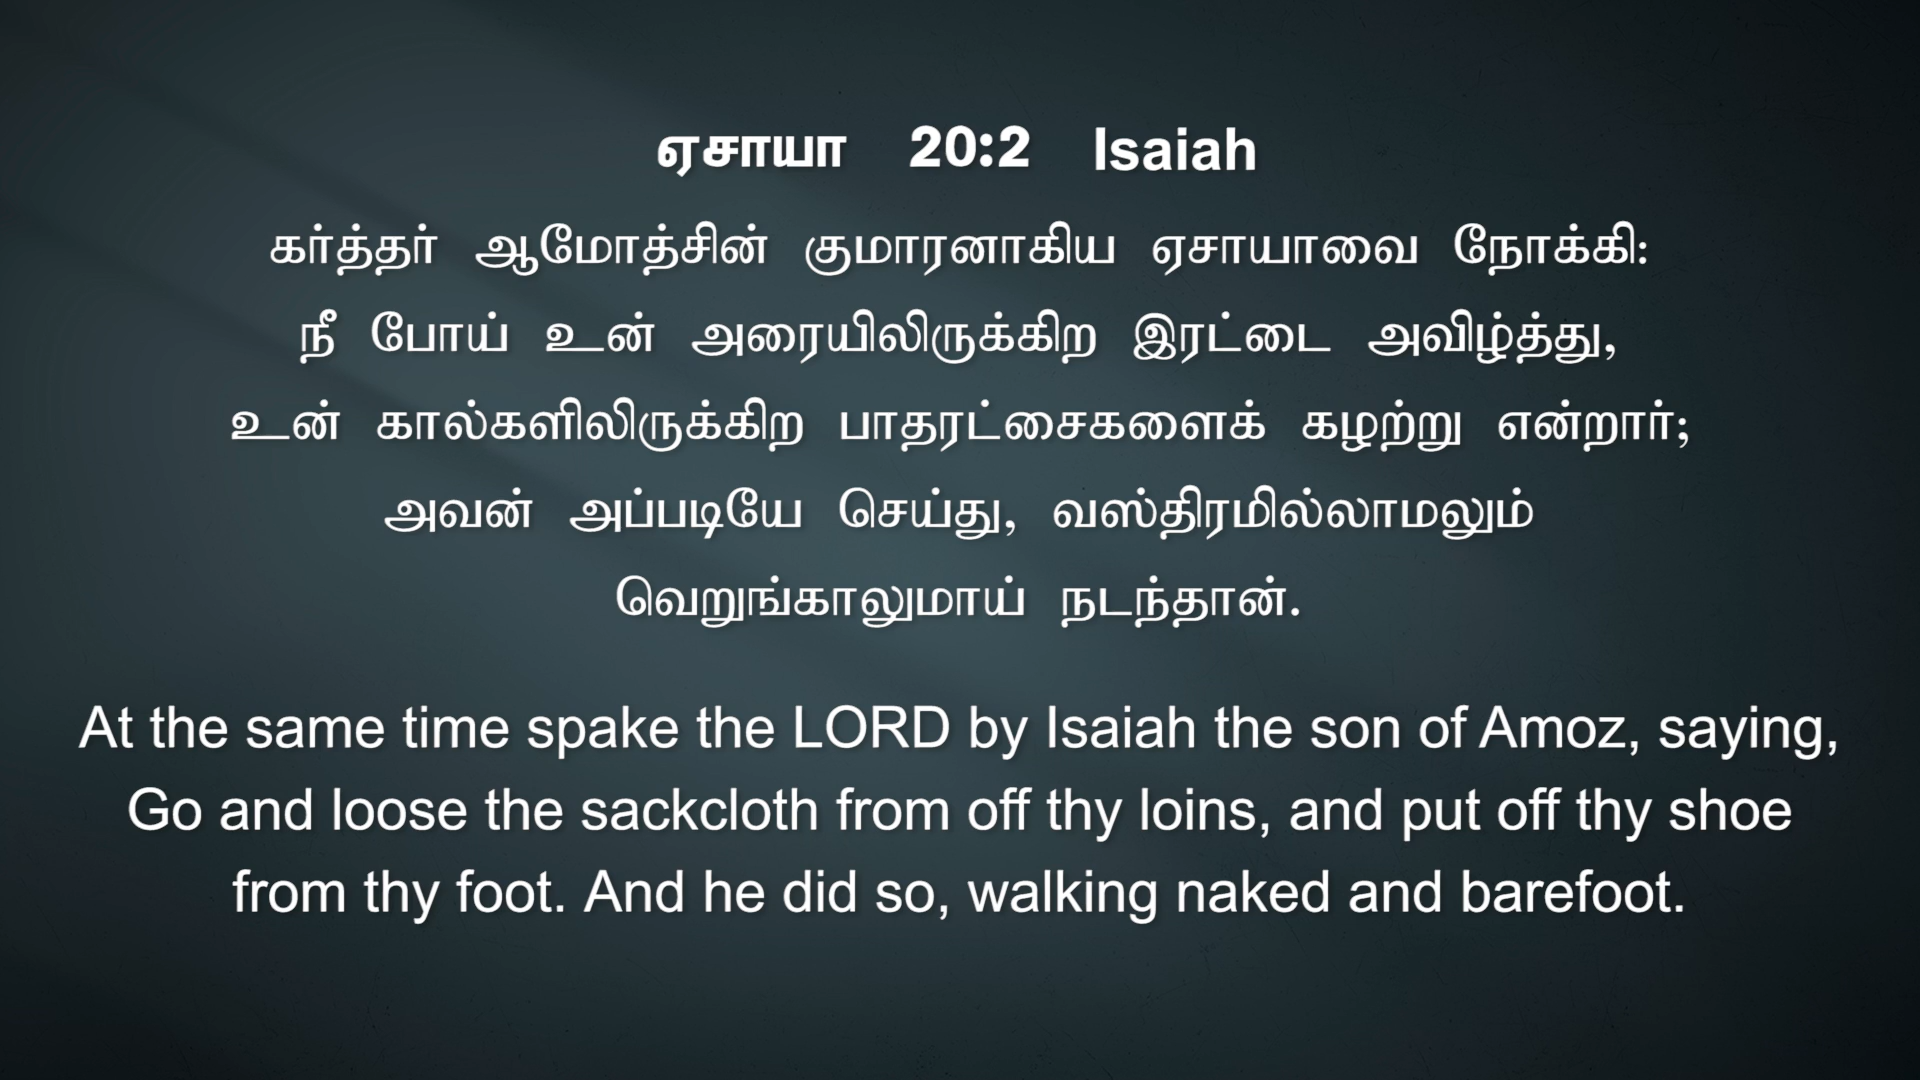 ஏசாயா 20:2 Isaiah
கர்த்தர் ஆமோத்சின் குமாரனாகிய ஏசாயாவை நோக்கி:
நீ போய் உன் அரையிலிருக்கிற இரட்டை அவிழ்த்து,
உன் கால்களிலிருக்கிற பாதரட்சைகளைக் கழற்று என்றார்;
அவன் அப்படியே செய்து, வஸ்திரமில்லாமலும்
வெறுங்காலுமாய் நடந்தான்.
At the same time spake the LORD by Isaiah the son of Amoz, saying,
Go and loose the sackcloth from off thy loins, and put off thy shoe
from thy foot. And he did so, walking naked and barefoot.